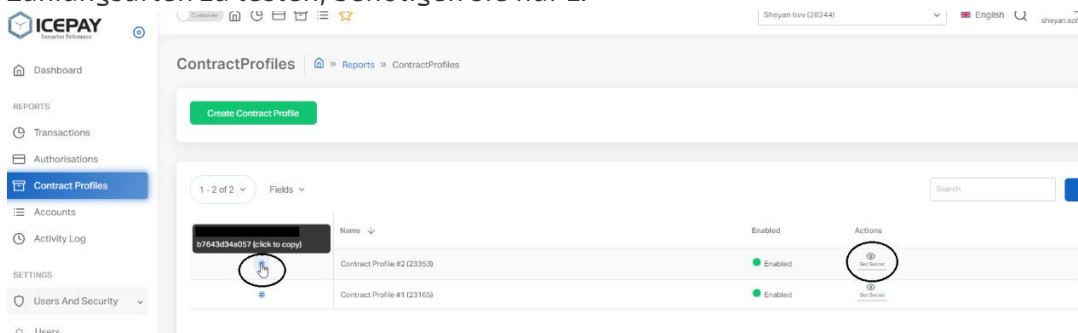 Zahlungsarten zu testen, benötigen Sie nur 1.
ICEPAY
Customer
Sheyan bvv (28244)
English
sheyan.sof
Dashboard
ContractProfiles
» Reports » ContractProfiles
REPORTS
Create Contract Profile
Transactions
Authorisations
Contract Profiles
1 - 2 of 2
Fields
Search
Accounts
Activity Log
Name
Enabled
Actions
b7643d34a057 (click to copy)
Contract Profile #2 (23353)
Enabled
Get Secret
SETTINGS
#
Contract Profile #1 (23165)
Enabled
Get Secret
Users And Security
Users